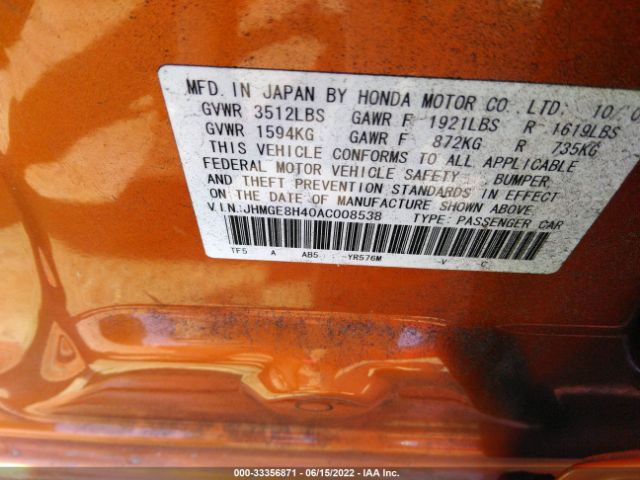 MFD. IN JAPAN BY HONDA MOTOR CO., LTD. 10/0
GVWR 3512LBS GAWR F 1921LBS R 1619LBS
GVWR 1594KG GAWR F 872KG R 735KG
THIS VEHICLE CONFORMS TO ALL APPLICABLE
FEDERAL MOTOR VEHICLE SAFETY, BUMPER,
AND THEFT PREVENTION STANDARDS IN EFFECT
ON THE DATE OF MANUFACTURE SHOWN ABOVE.
V.I.N.:JHMGE8H40AC008538 TYPE: PASSENGER CAR
TF5 A AB5 YR576M V C
000-33356871 - 06/15/2022 - IAA Inc.